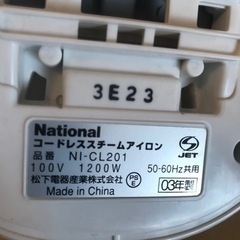 3E23
National
コードレススチームアイロン
品番 NI-CL201
100V 1200W 50-60Hz共用
松下電器産業株式会社
Made in China
PS
E
03年製
S
JET